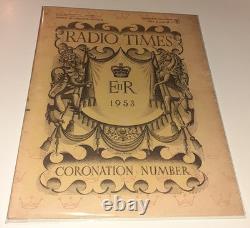 RADIO TIMES
EIIR
1953
CORONATION NUMBER